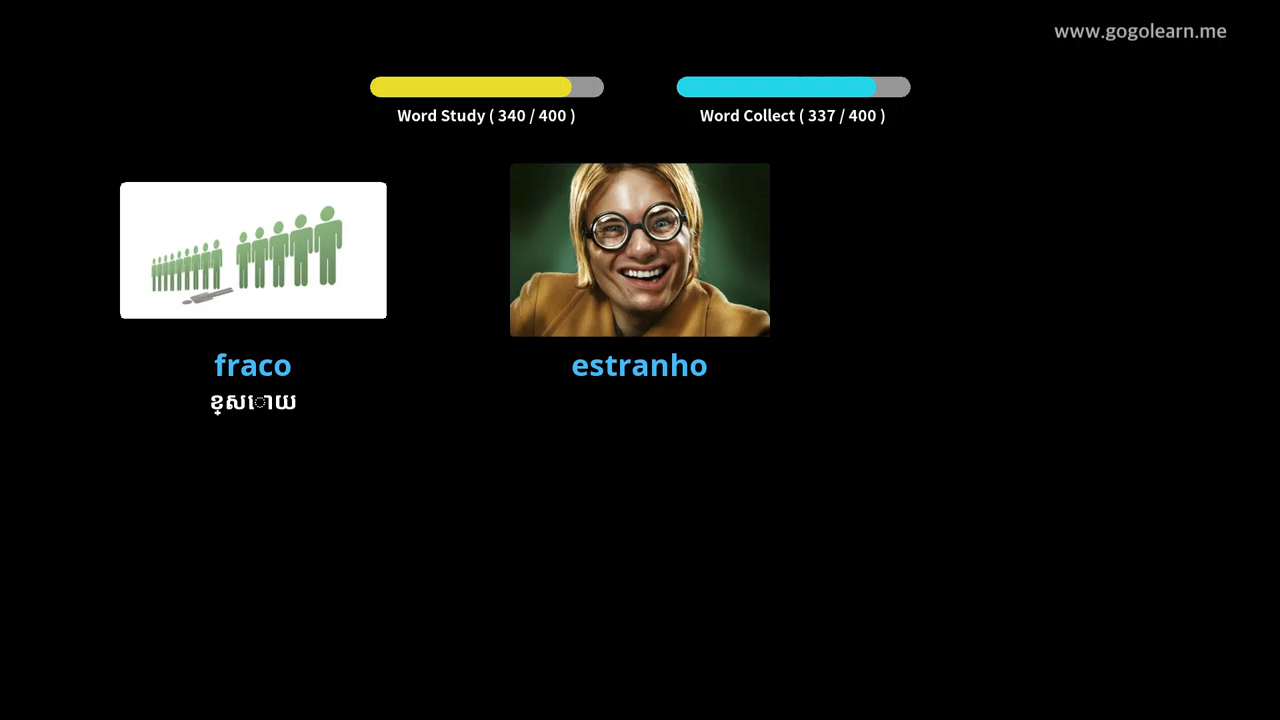 www.gogolearn.me
Word Study ( 340 / 400 )
Word Collect ( 337 / 400 )
fraco
estranho
ខ្សោយ